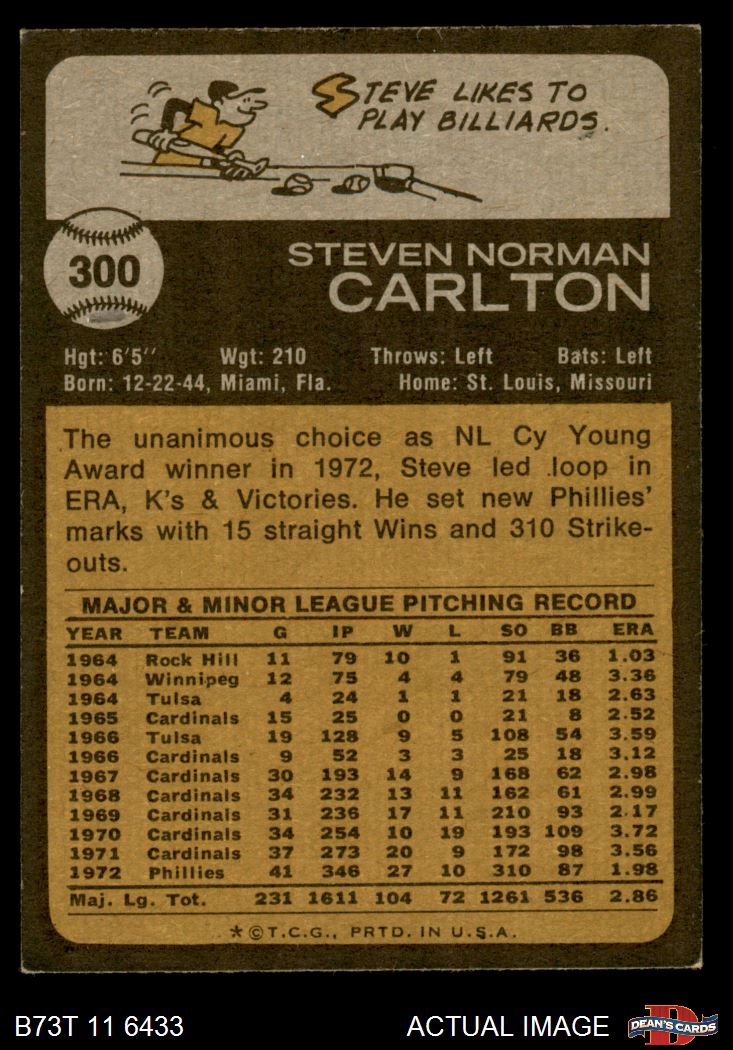 STEVE LIKES TO
PLAY BILLIARDS.
300
STEVEN NORMAN
CARLTON
Hgt: 6'5'' Wgt: 210 Throws: Left Bats: Left
Born: 12-22-44, Miami, Fla. Home: St. Louis, Missouri
The unanimous choice as NL Cy Young
Award winner in 1972, Steve led loop in
ERA, K's & Victories. He set new Phillies'
marks with 15 straight Wins and 310 Strike-
outs.
MAJOR & MINOR LEAGUE PITCHING RECORD
YEAR TEAM G IP W L SO BB ERA
1964 Rock Hill 11 79 10 1 91 36 1.03
1964 Winnipeg 12 75 4 4 79 48 3.36
1964 Tulsa 4 24 1 1 21 18 2.63
1965 Cardinals 15 25 0 0 21 8 2.52
1966 Tulsa 19 128 9 5 108 54 3.59
1966 Cardinals 9 52 3 3 25 18 3.12
1967 Cardinals 30 193 14 9 168 62 2.98
1968 Cardinals 34 232 13 11 162 61 2.99
1969 Cardinals 31 236 17 11 210 93 2.17
1970 Cardinals 34 254 10 19 193 109 3.72
1971 Cardinals 37 273 20 9 172 98 3.56
1972 Phillies 41 346 27 10 310 87 1.98
Maj. Lg. Tot. 231 1611 104 72 1261 536 2.86
*©T.C.G., PRTD. IN U.S.A.
B73T 11 6433 ACTUAL IMAGE D DEAN'S CARDS